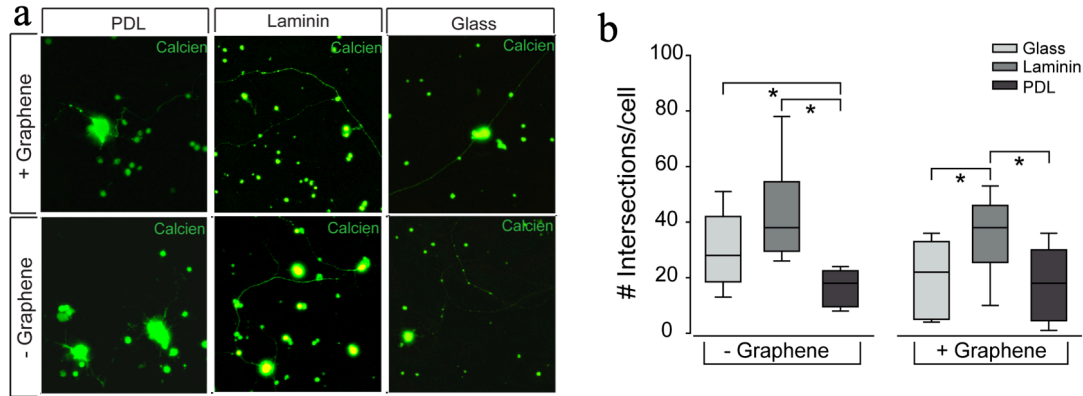 a
PDL
Laminin
Glass
+ Graphene
Calcien
Calcien
Calcien
- Graphene
Calcien
Calcien
Calcien
b
# Intersections/cell
100
80
60
40
20
0
Glass
Laminin
PDL
*
*
*
*
- Graphene
+ Graphene